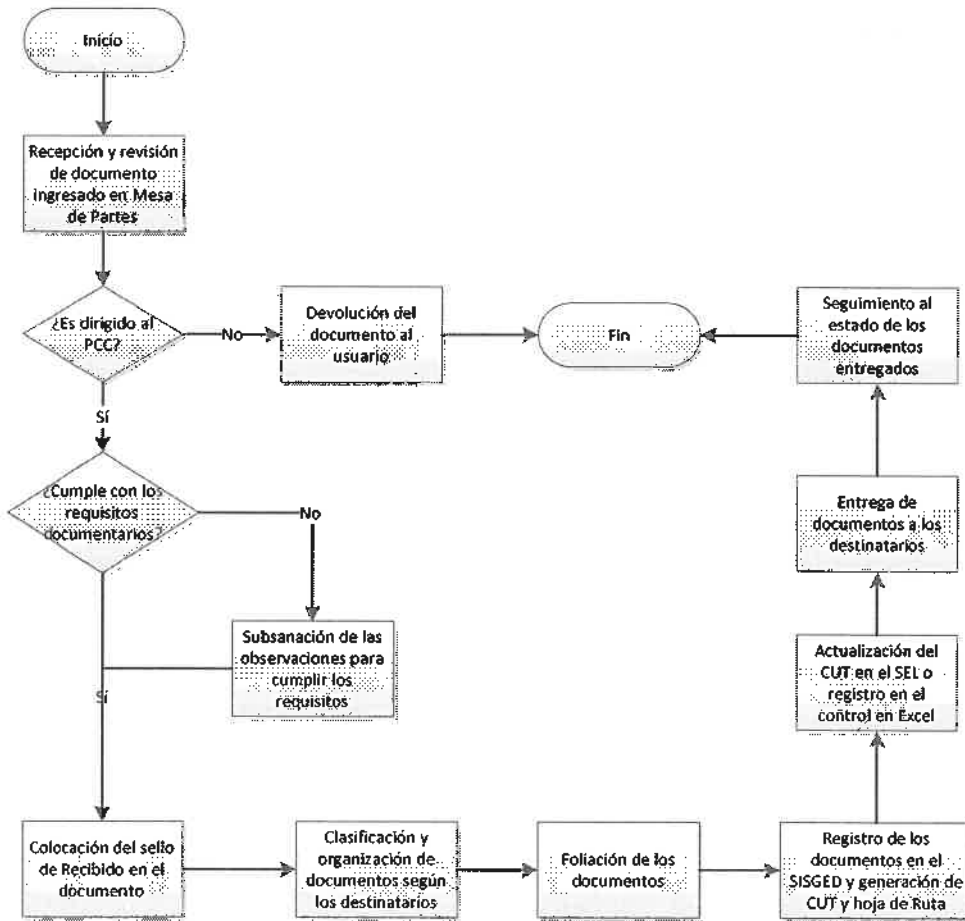 Inicio
Recepción y revisión
de documento
ingresado en Mesa
de Partes
¿Es dirigido al
PCC?
No
Devolución del
documento al
usuario
Fin
Seguimiento al
estado de los
documentos
entregados
Sí
¿Cumple con los
requisitos
documentarios?
No
Entrega de
documentos a los
destinatarios
Subsanación de las
observaciones para
cumplir los
requisitos
Actualización del
CUT en el SEL o
registro en el
control en Excel
Sí
Colocación del sello
de Recibido en el
documento
Clasificación y
organización de
documentos según
los destinatarios
Foliación de los
documentos
Registro de los
documentos en el
SISGED y generación de
CUT y hoja de Ruta